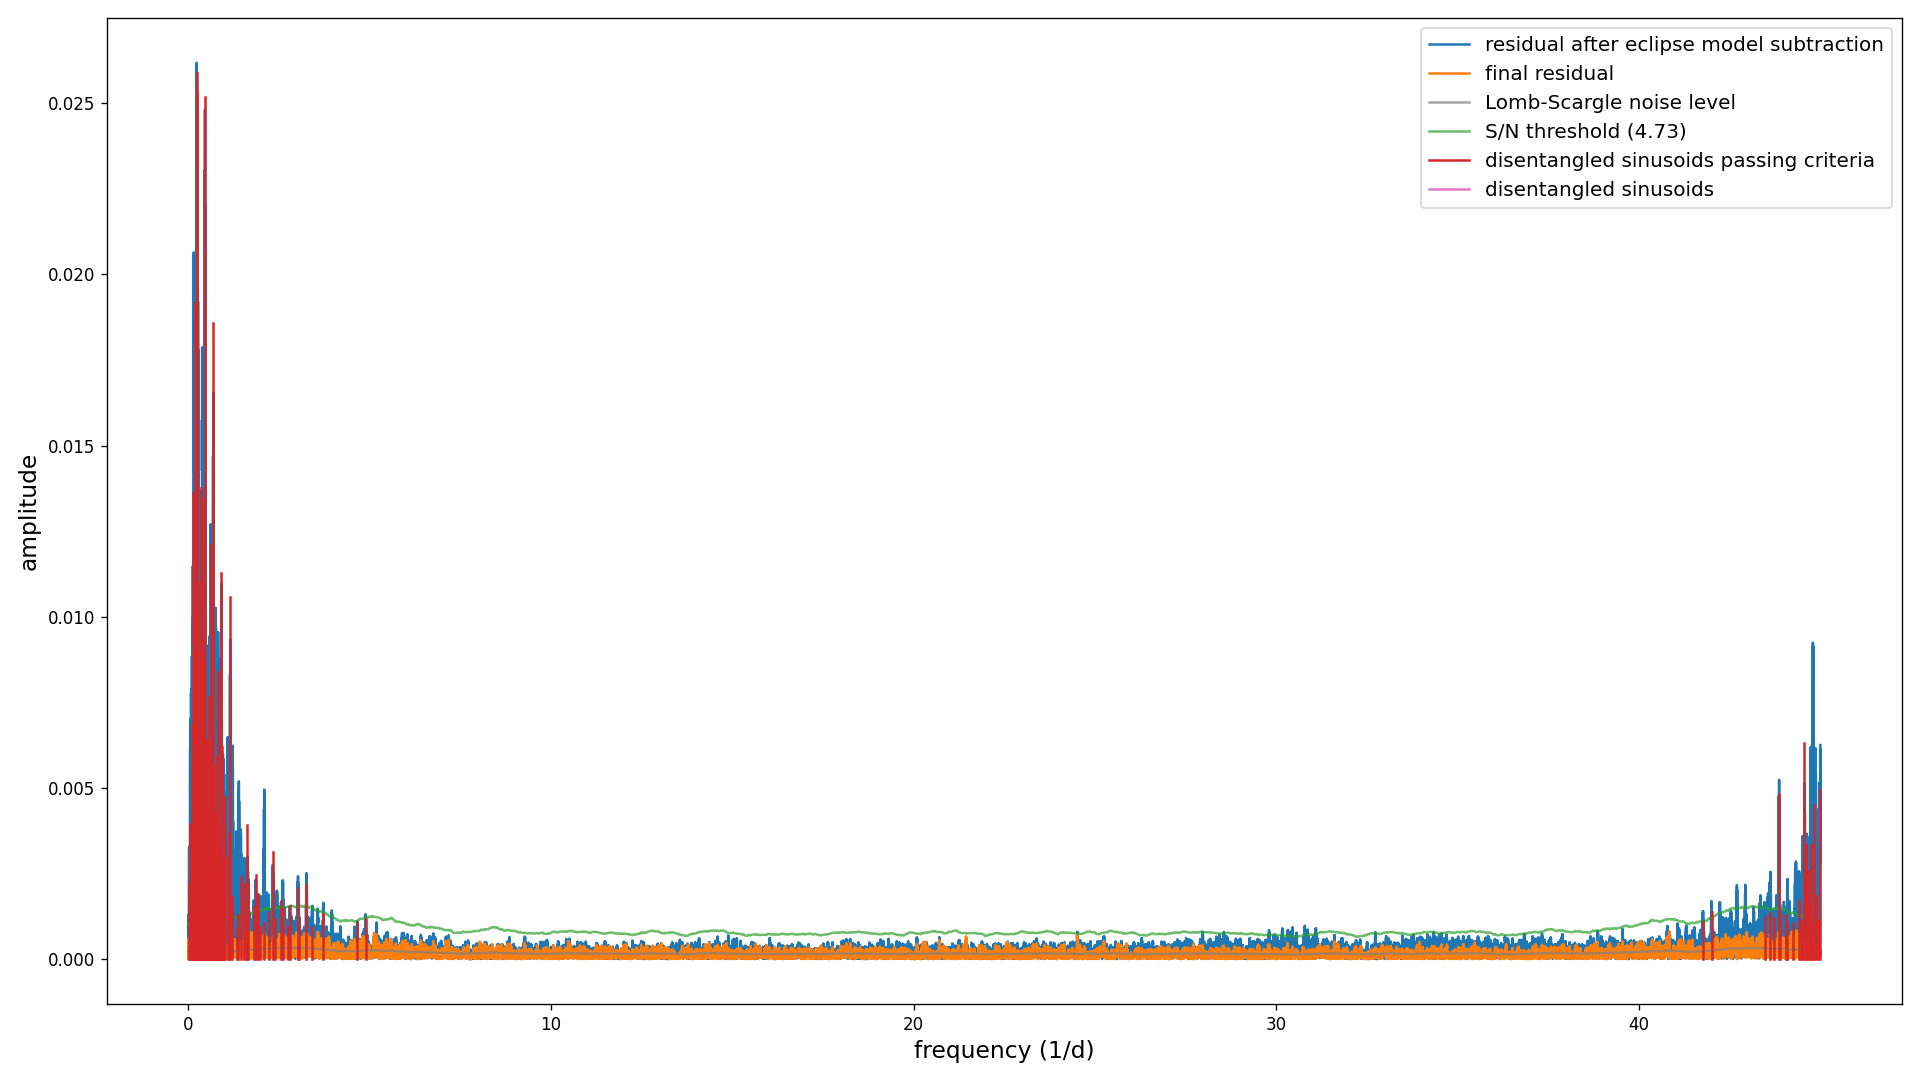 residual after eclipse model subtraction
final residual
Lomb-Scargle noise level
S/N threshold (4.73)
disentangled sinusoids passing criteria
disentangled sinusoids
amplitude
0.025
0.020
0.015
0.010
0.005
0.000
0 10 20 30 40
frequency (1/d)